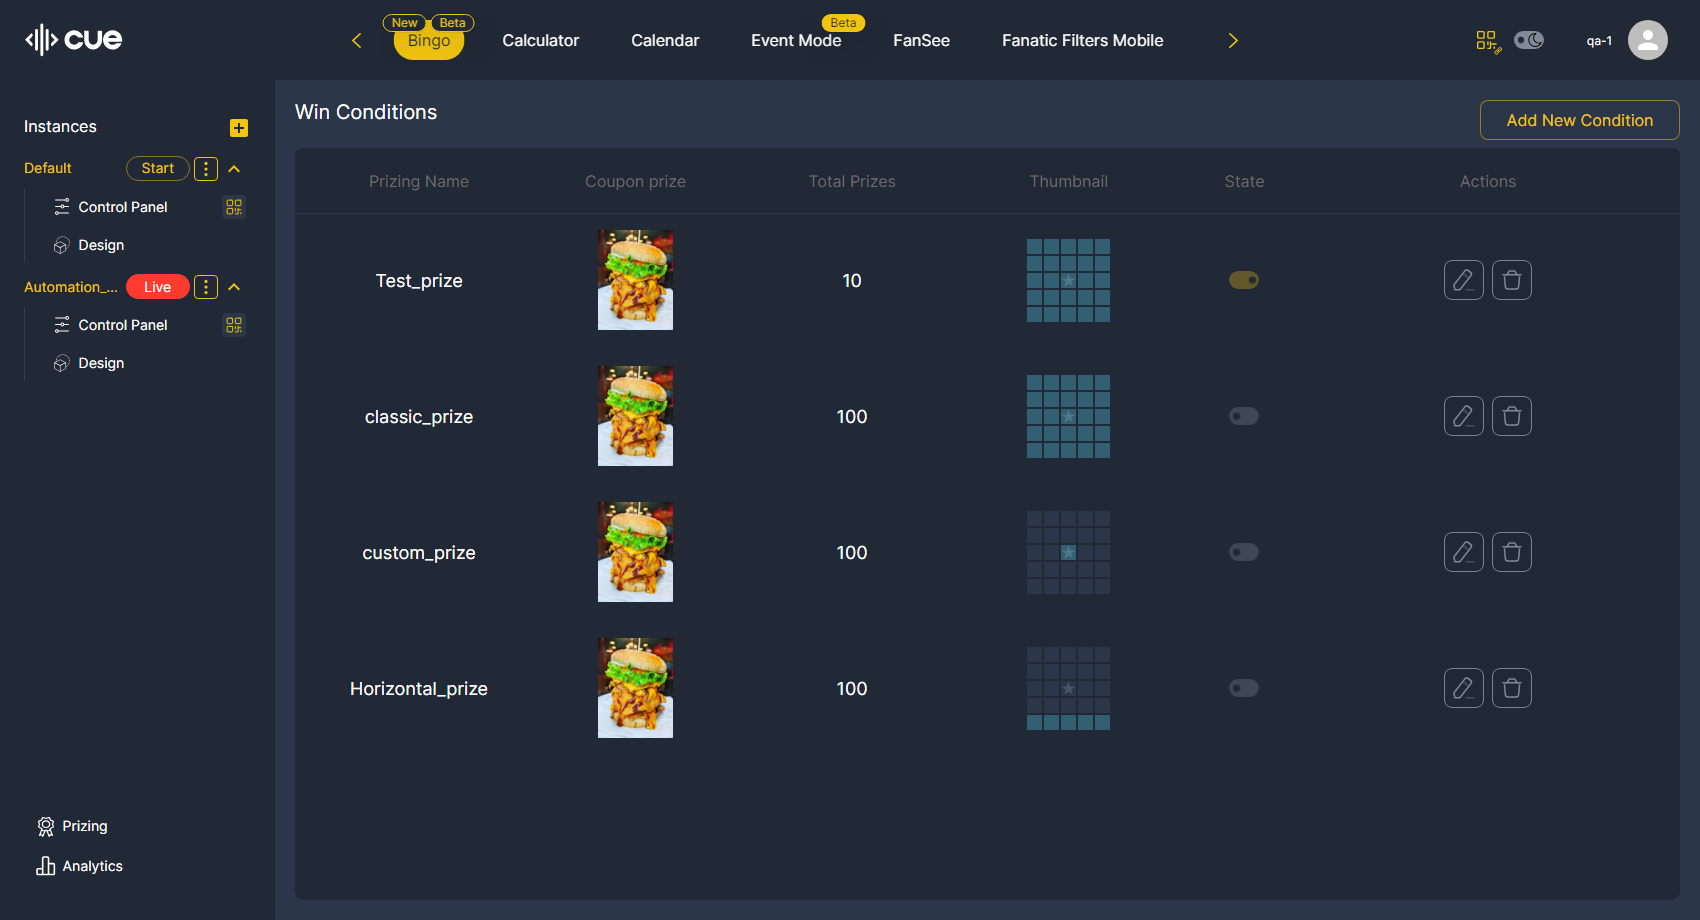 cue
New
Beta
Bingo
Calculator
Calendar
Beta
Event Mode
FanSee
Fanatic Filters Mobile
qa-1
Instances
Default
Start
Control Panel
Design
Automation_...
Live
Control Panel
Design
Prizing
Analytics
Win Conditions
Add New Condition
Prizing Name Coupon prize Total Prizes Thumbnail State Actions
Test_prize 10
classic_prize 100
custom_prize 100
Horizontal_prize 100